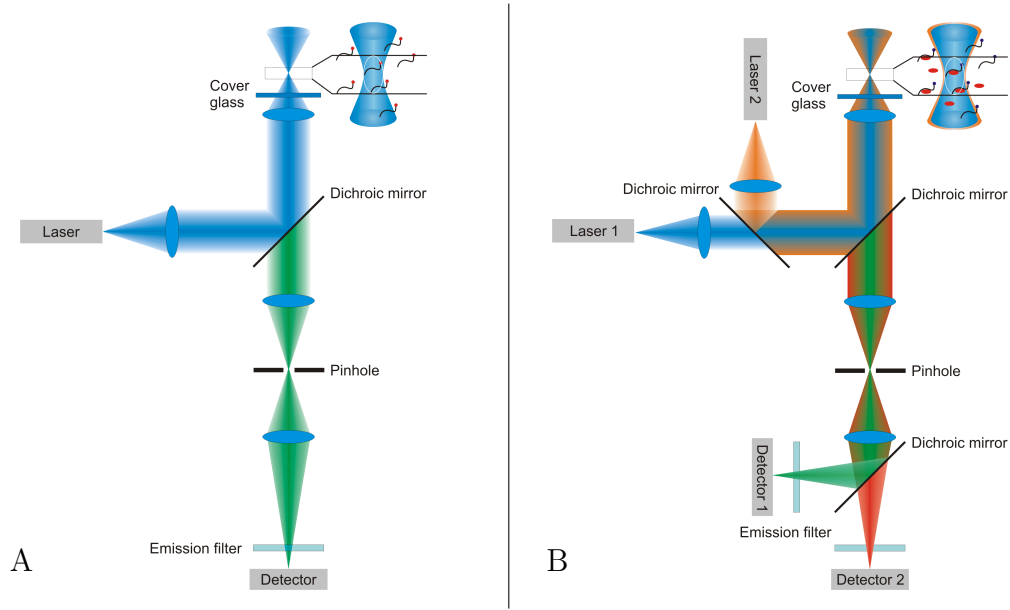 Cover
glass
Dichroic mirror
Laser
Pinhole
Emission filter
Detector
A
Laser 2
Cover
glass
Dichroic mirror
Dichroic mirror
Laser 1
Pinhole
Dichroic mirror
Detector 1
Emission filter
Detector 2
B